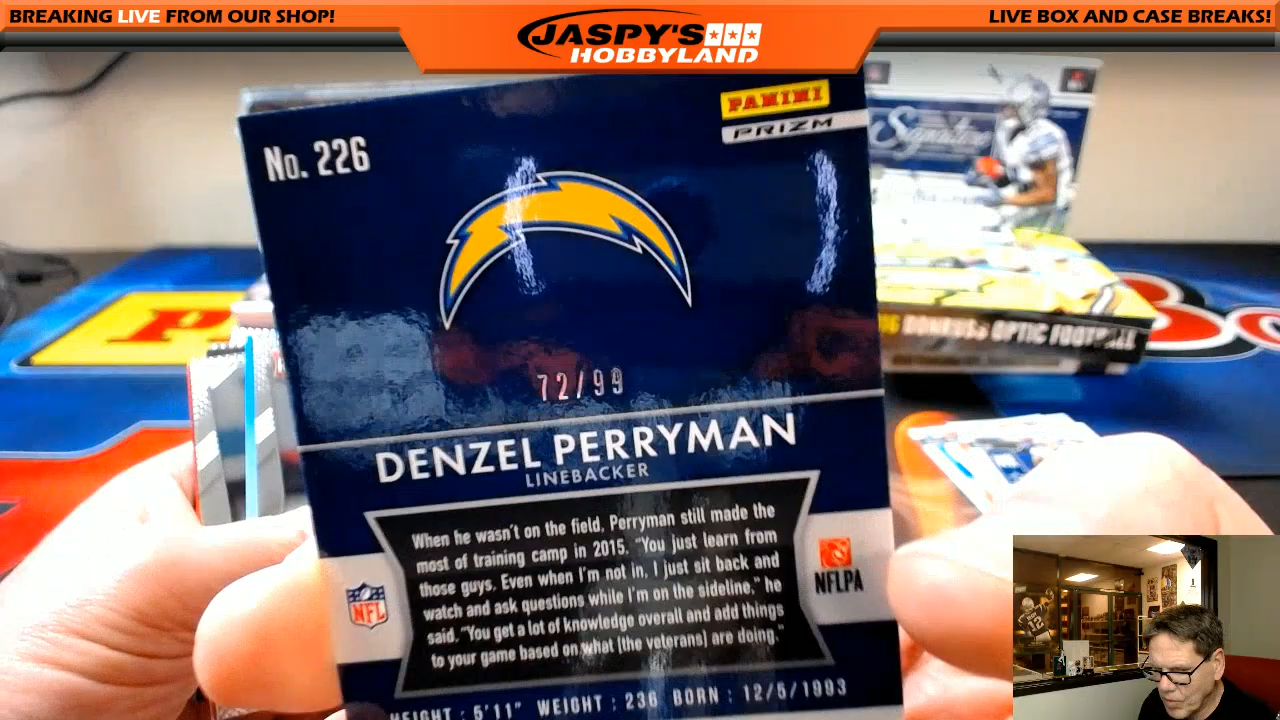 BREAKING LIVE FROM OUR SHOP!
JASPY'S
HOBBYLAND
LIVE BOX AND CASE BREAKS!
PANINI
PRIZM
No. 226
72/99
DENZEL PERRYMAN
LINEBACKER
When he wasn't on the field, Perryman still made the
most of training camp in 2015. "You just learn from
those guys. Even when I'm not in, I just sit back and
watch and ask questions while I'm on the sideline," he
said. "You get a lot of knowledge overall and add things
to your game based on what [the veterans] are doing."
NFL
NFLPA
HEIGHT : 5'11" WEIGHT : 236 BORN : 12/5/1993
DONRUSS OPTIC FOOTBALL
12